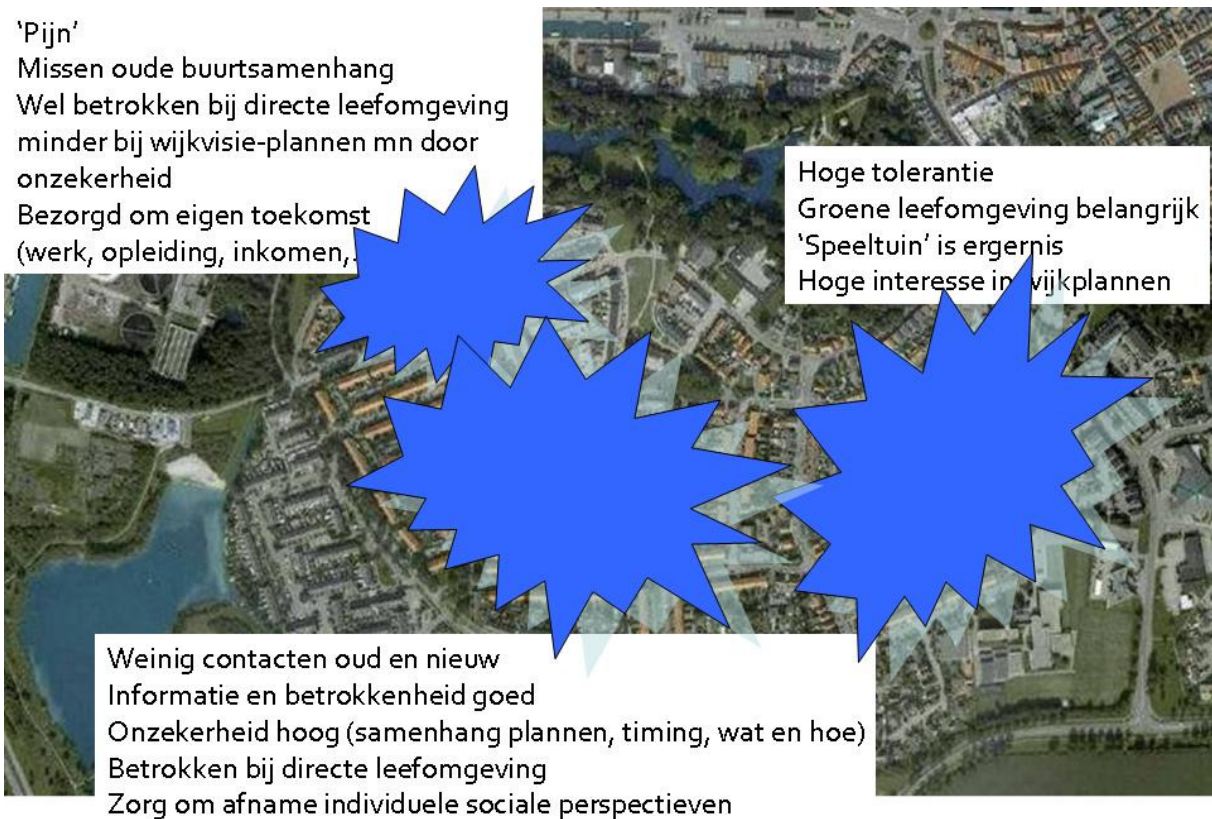 ‘Pijn’
Missen oude buurtsamenhang
Wel betrokken bij directe leefomgeving
minder bij wijkvisie-plannen mn door
onzekerheid
Bezorgd om eigen toekomst
(werk, opleiding, inkomen,.
Hoge tolerantie
Groene leefomgeving belangrijk
‘Speeltuin’ is ergernis
Hoge interesse in wijkplannen
Weinig contacten oud en nieuw
Informatie en betrokkenheid goed
Onzekerheid hoog (samenhang plannen, timing, wat en hoe)
Betrokken bij directe leefomgeving
Zorg om afname individuele sociale perspectieven